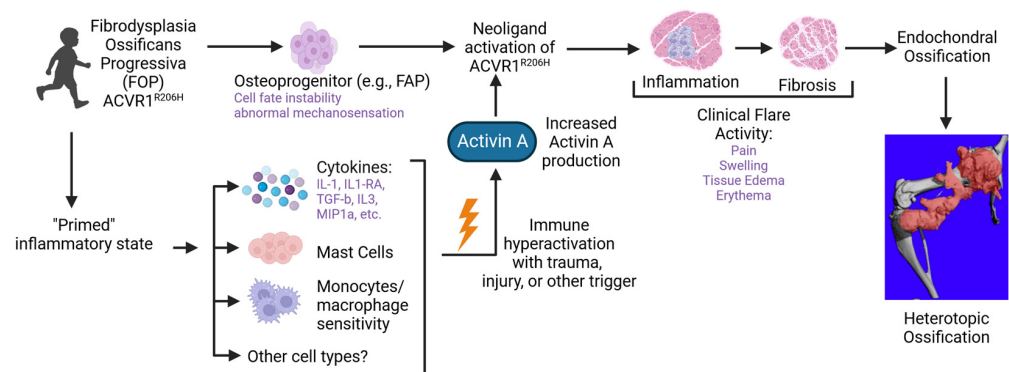 Fibrodysplasia
Ossificans
Progressiva
(FOP)
ACVR1R206H
Osteoprogenitor (e.g., FAP)
Cell fate instability
abnormal mechanosensation
Neoligand
activation of
ACVR1R206H
Inflammation
Fibrosis
Endochondral
Ossification
Clinical Flare
Activity:
Pain
Swelling
Tissue Edema
Erythema
Activin A
Increased
Activin A
production
"Primed"
inflammatory state
Cytokines:
IL-1, IL1-RA,
TGF-b, IL3,
MIP1a, etc.
Mast Cells
Monocytes/
macrophage
sensitivity
Other cell types?
Immune
hyperactivation
with trauma,
injury, or other trigger
Heterotopic
Ossification